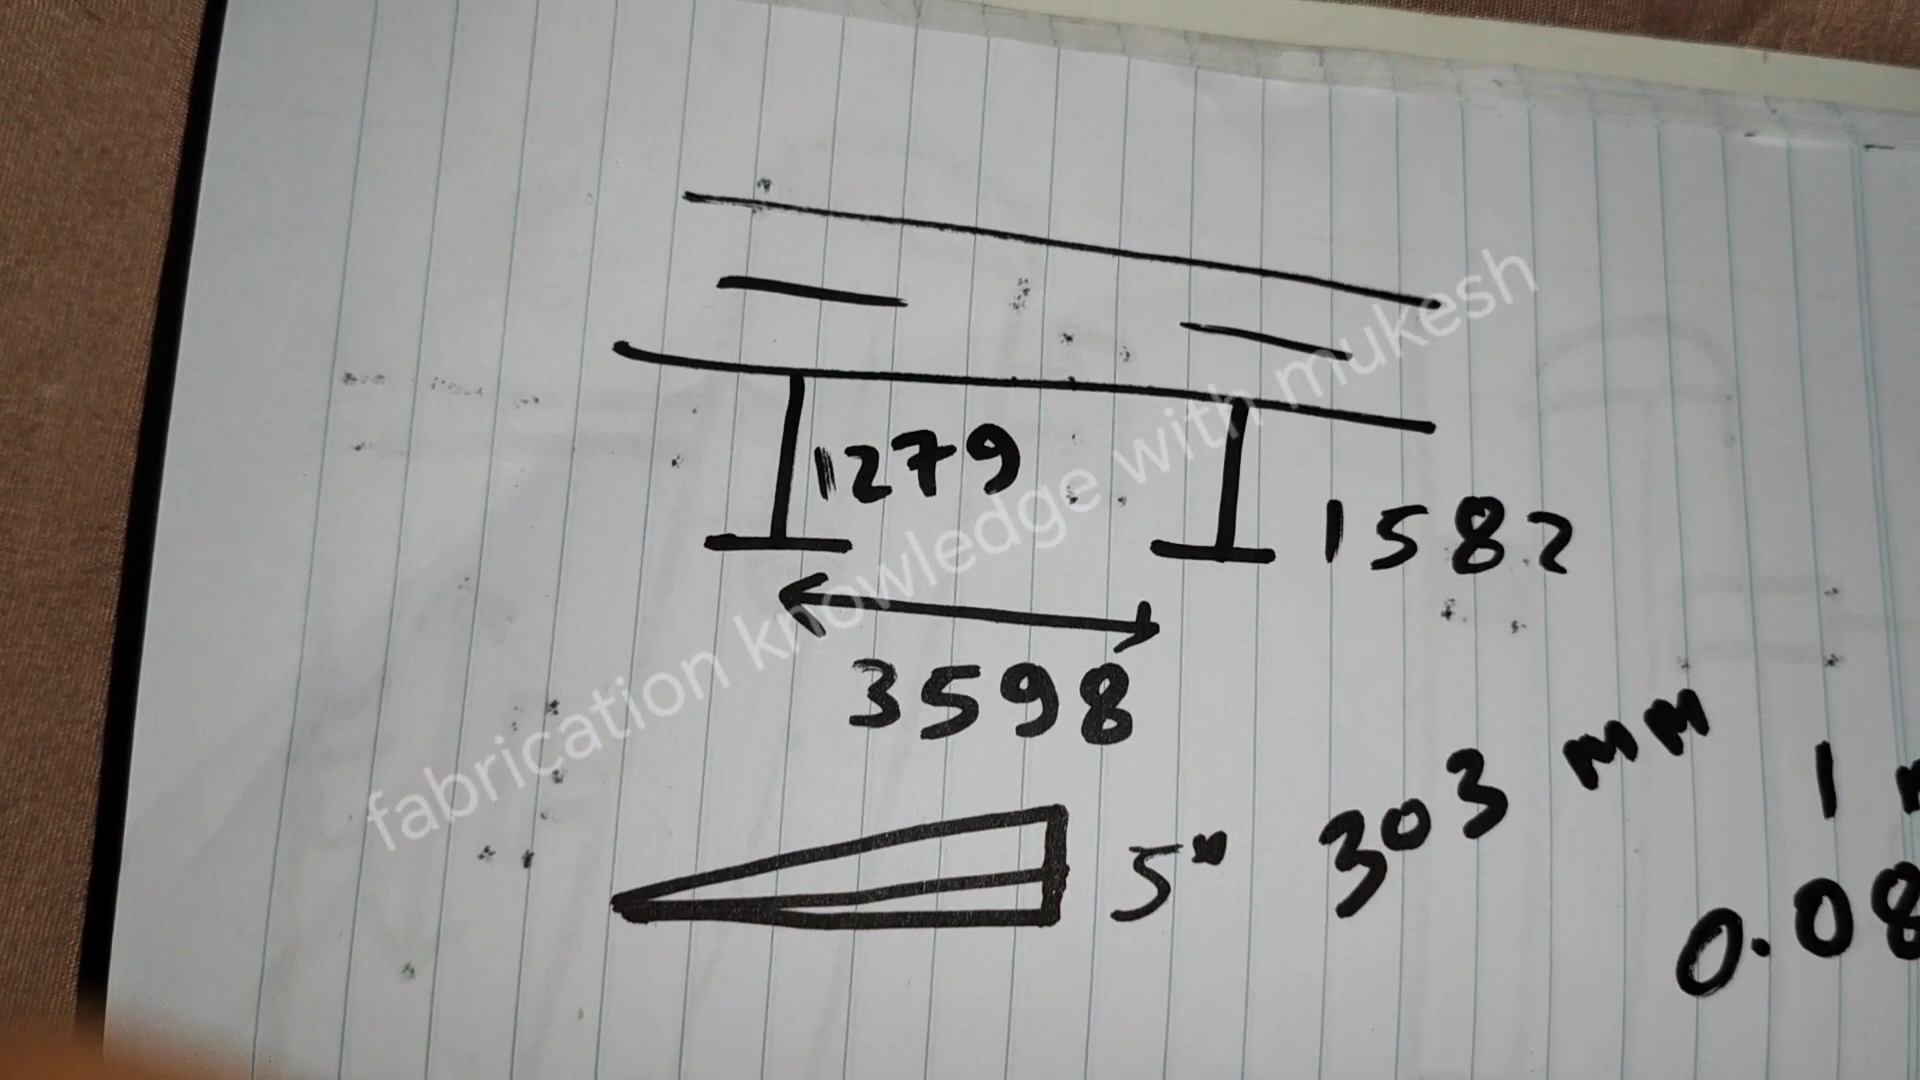 1279
1582
3598
5" 303 mm
1
0.08
fabrication knowledge with mukesh